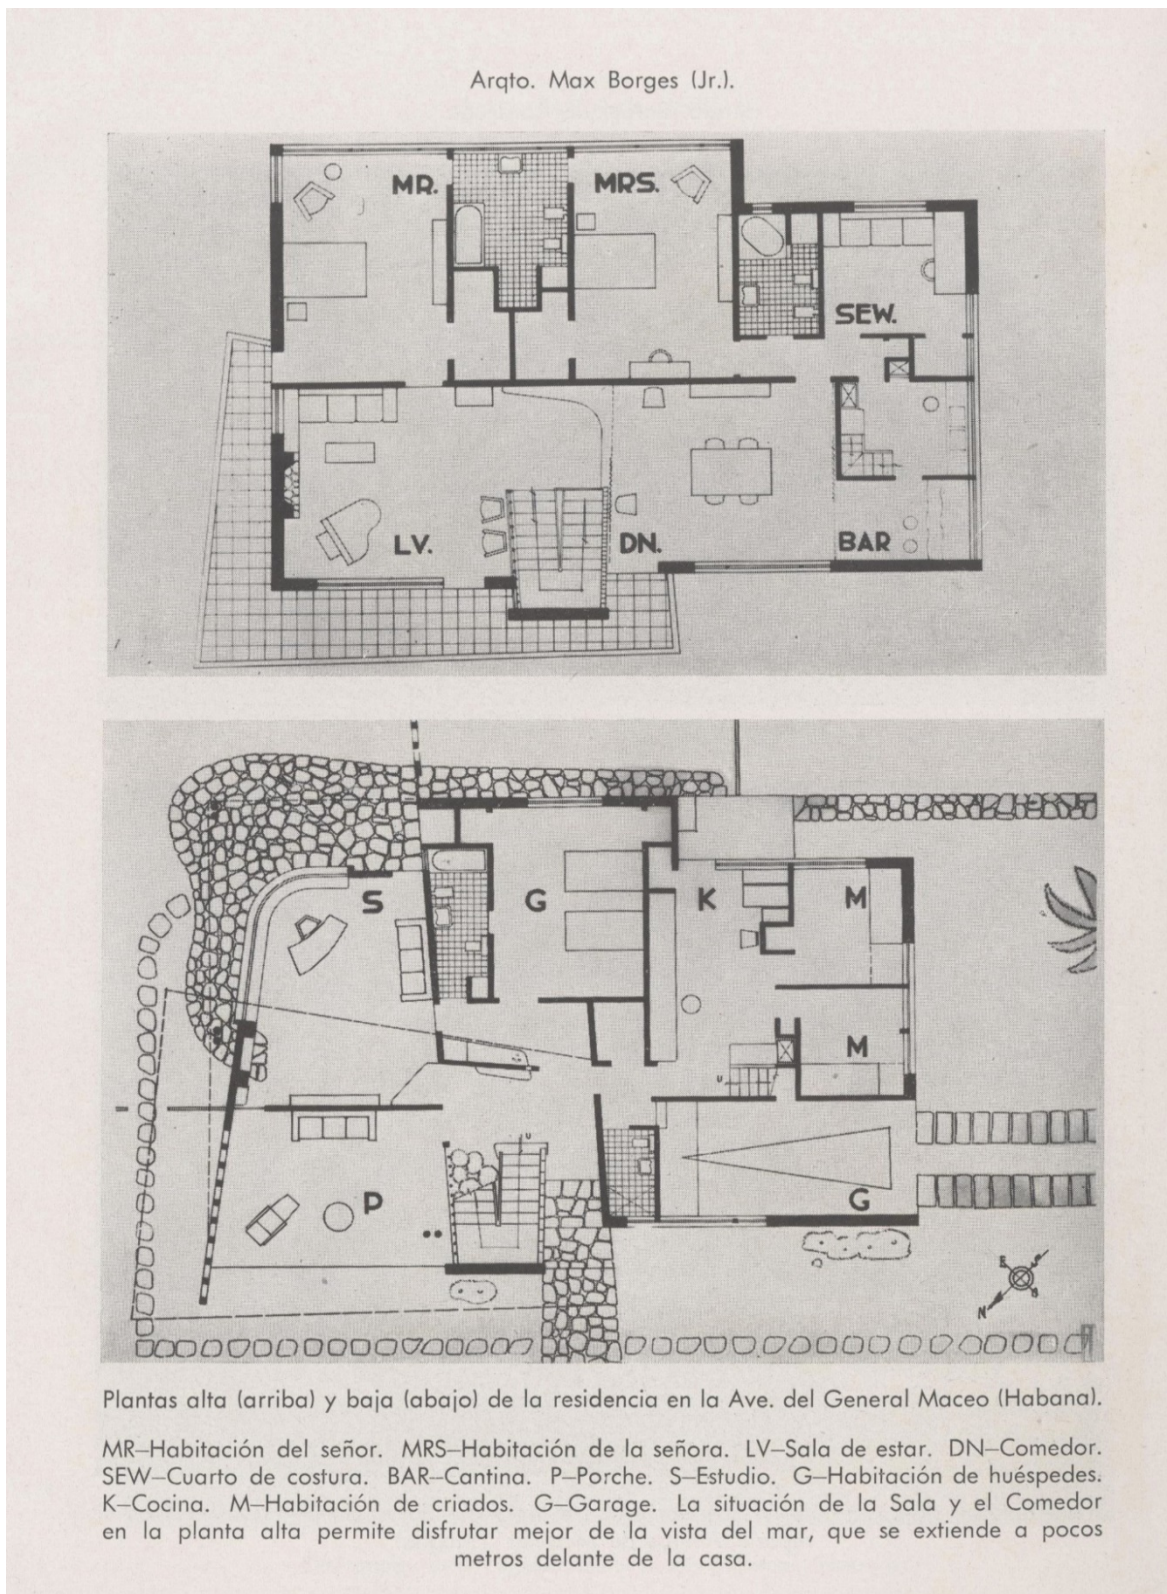 Arqto. Max Borges (Jr.).
MR.
MRS.
SEW.
LV.
DN.
BAR
S
G
K
M
M
U
U
P
G
E
S
N
Plantas alta (arriba) y baja (abajo) de la residencia en la Ave. del General Maceo (Habana).
MR—Habitación del señor. MRS—Habitación de la señora. LV—Sala de estar. DN—Comedor.
SEW—Cuarto de costura. BAR—Cantina. P—Porche. S—Estudio. G—Habitación de huéspedes.
K—Cocina. M—Habitación de criados. G—Garage. La situación de la Sala y el Comedor
en la planta alta permite disfrutar mejor de la vista del mar, que se extiende a pocos
metros delante de la casa.